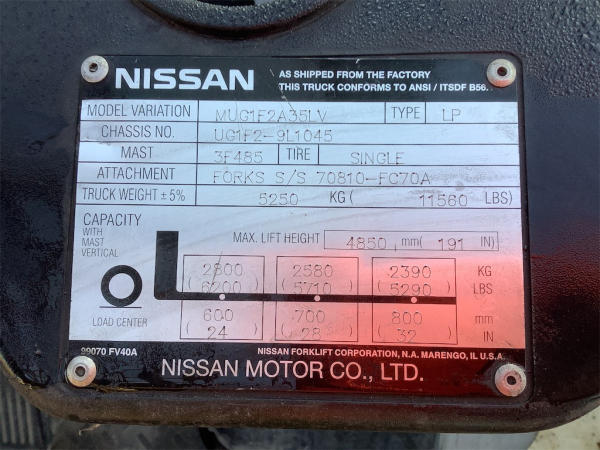 NISSAN
AS SHIPPED FROM THE FACTORY
THIS TRUCK CONFORMS TO ANSI / ITSDF B56.
MODEL VARIATION MUG1F2A35LV TYPE LP
CHASSIS NO. UG1F2-9L1045
MAST 3F485 TIRE SINGLE
ATTACHMENT FORKS S/S 70810-FC70A
TRUCK WEIGHT ± 5% 5250 KG ( 11560 LBS)
CAPACITY
WITH
MAST
VERTICAL
MAX. LIFT HEIGHT 4850 mm( 191 IN)
2800 2580 2390 KG
(6200) (5710) (5290) LBS
LOAD CENTER 600 700 800 mm
(24) (28) (32) IN
99070 FV40A NISSAN FORKLIFT CORPORATION, N.A. MARENGO, IL U.S.A.
NISSAN MOTOR CO., LTD.